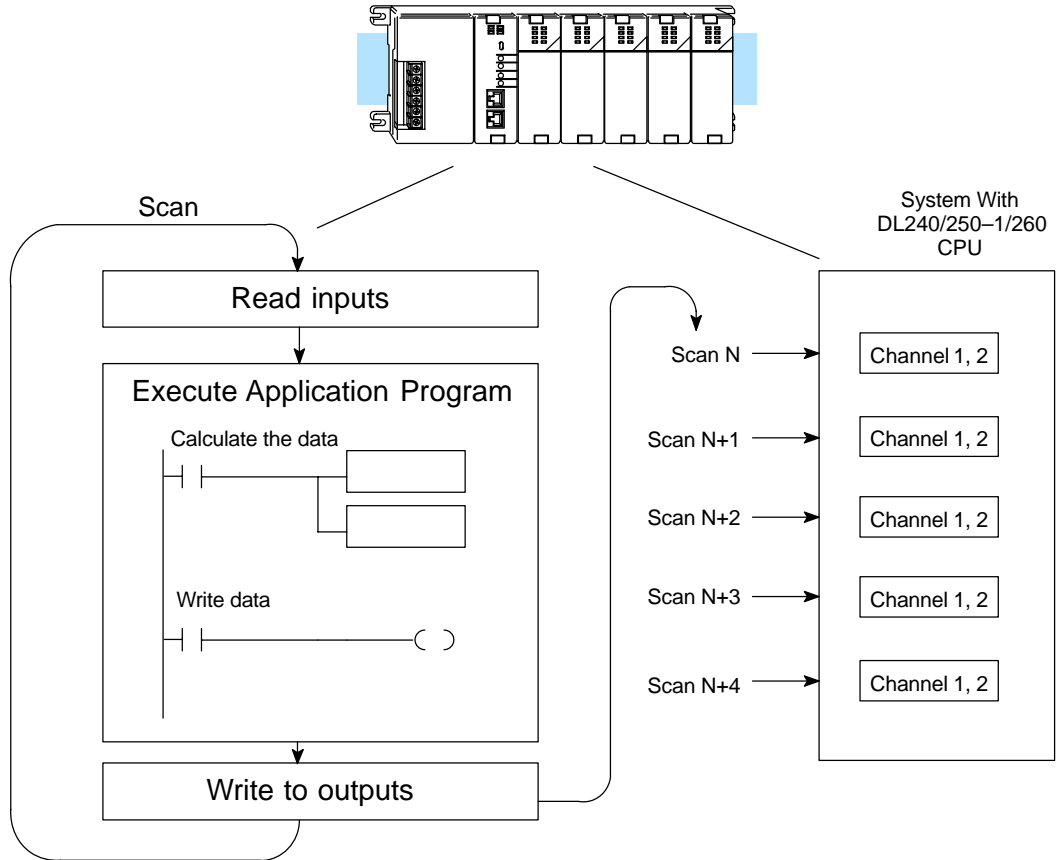 Scan
System With
DL240/250–1/260
CPU
Read inputs
Execute Application Program
Calculate the data
Write data
Write to outputs
Scan N
Channel 1, 2
Scan N+1
Channel 1, 2
Scan N+2
Channel 1, 2
Scan N+3
Channel 1, 2
Scan N+4
Channel 1, 2